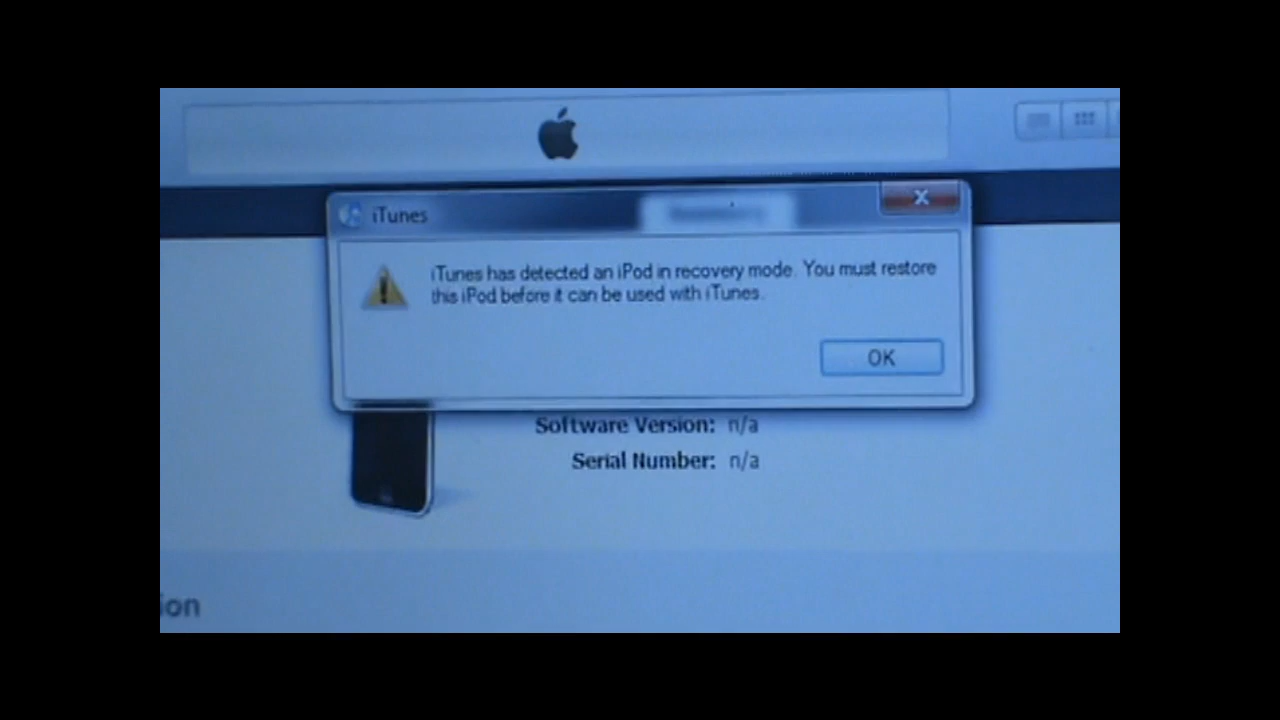 iTunes
iTunes has detected an iPod in recovery mode. You must restore
this iPod before it can be used with iTunes.
OK
Software Version: n/a
Serial Number: n/a
ion